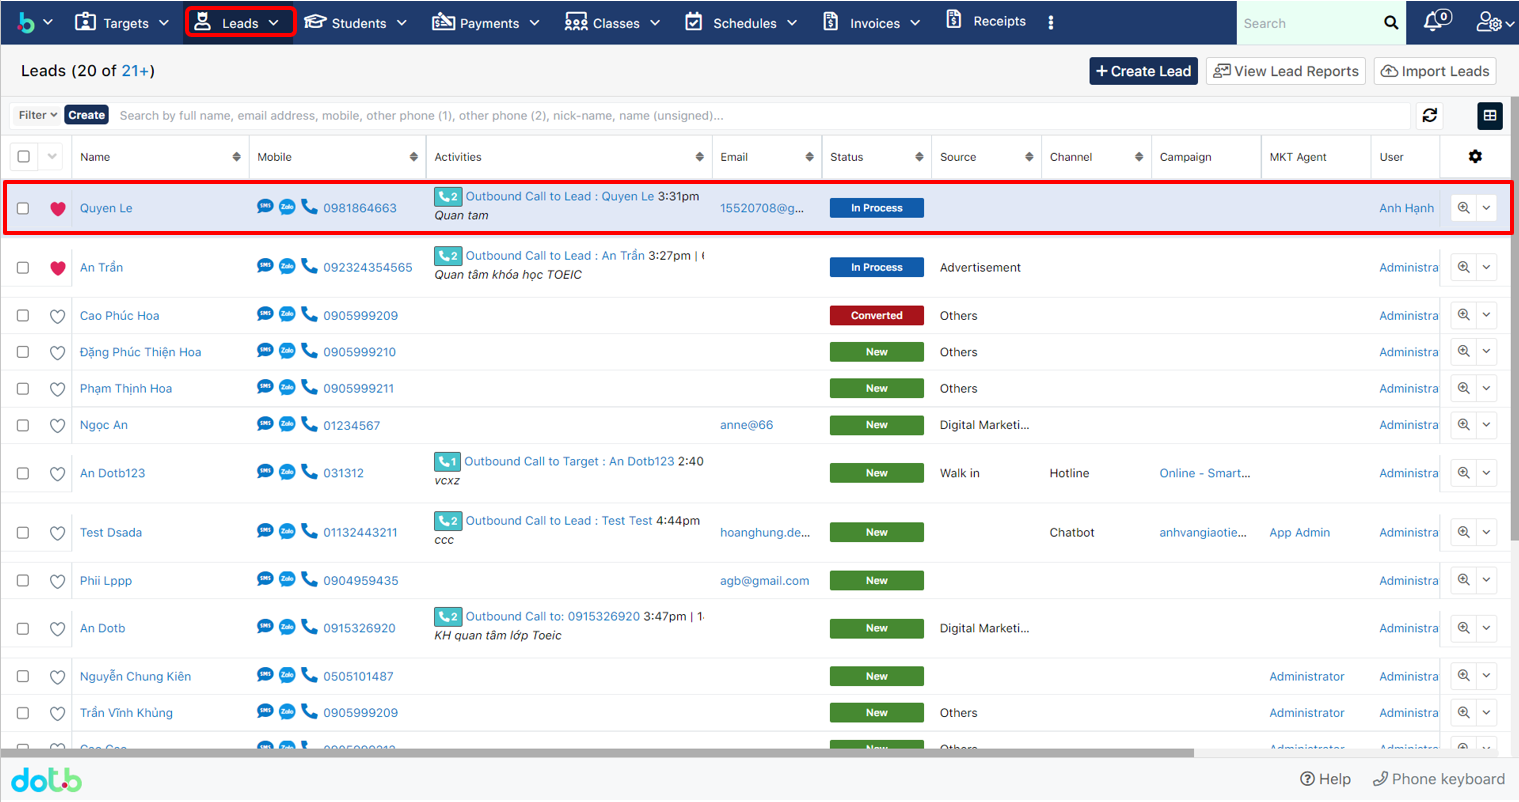 Targets Leads Students Payments Classes Schedules Invoices Receipts Search 0
Leads (20 of 21+) + Create Lead View Lead Reports Import Leads
Filter Create Search by full name, email address, mobile, other phone (1), other phone (2), nick-name, name (unsigned)...
Name Mobile Activities Email Status Source Channel Campaign MKT Agent User
2 Outbound Call to Lead : Quyen Le 3:31pm
Quyen Le SMS Zalo 0981864663 15520708@g... In Process Anh Hạnh
Quan tam
2 Outbound Call to Lead : An Trần 3:27pm |
An Trần SMS Zalo 092324354565 In Process Advertisement Administra
Quan tâm khóa học TOEIC
Cao Phúc Hoa SMS Zalo 0905999209 Converted Others Administra
Đặng Phúc Thiện Hoa SMS Zalo 0905999210 New Others Administra
Phạm Thịnh Hoa SMS Zalo 0905999211 New Others Administra
Ngọc An SMS Zalo 01234567 anne@66 New Digital Marketi... Administra
1 Outbound Call to Target : An Dotb123 2:40
An Dotb123 SMS Zalo 031312 New Walk in Hotline Online - Smart... Administra
vcxz
2 Outbound Call to Lead : Test Test 4:44pm
Test Dsada SMS Zalo 01132443211 hoanghung.de... New Chatbot anhvangiaotie... App Admin Administra
ccc
Phii Lppp SMS Zalo 0904959435 agb@gmail.com New Administra
2 Outbound Call to: 0915326920 3:47pm |
An Dotb SMS Zalo 0915326920 New Digital Marketi... Administra
KH quan tâm lớp Toeic
Nguyễn Chung Kiên SMS Zalo 0505101487 New Administrator Administra
Trần Vĩnh Khủng SMS Zalo 0905999209 New Others Administrator Administra
New Others Administrator Administra
dotb Help Phone keyboard